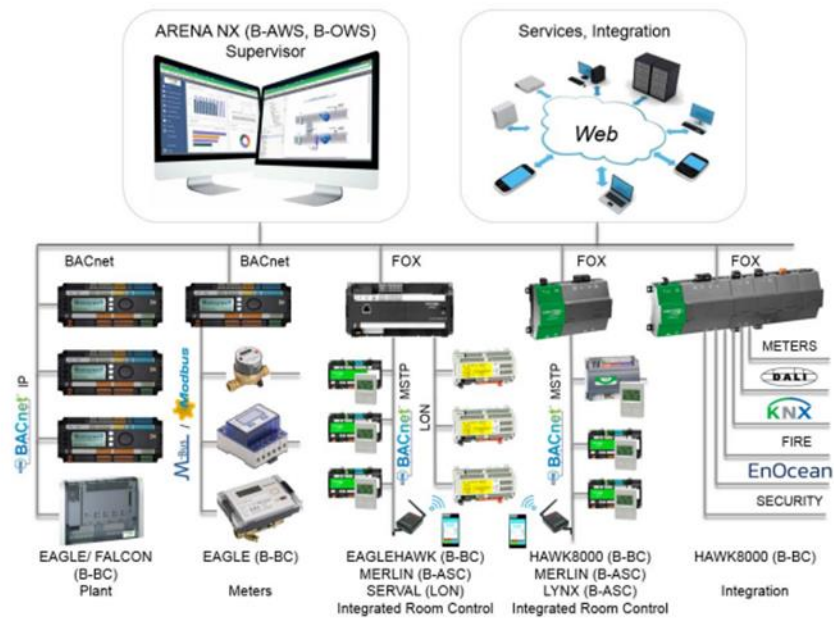 ARENA NX (B-AWS, B-OWS)
Supervisor
Services, Integration
Web
BACnet
BACnet
FOX
FOX
FOX
BACnet IP
M-Bus / Modbus
BACnet MSTP
LON
BACnet MSTP
METERS
DALI
KNX
FIRE
EnOcean
SECURITY
EAGLE/ FALCON
(B-BC)
Plant
EAGLE (B-BC)
Meters
EAGLEHAWK (B-BC)
MERLIN (B-ASC)
SERVAL (LON)
Integrated Room Control
HAWK8000 (B-BC)
MERLIN (B-ASC)
LYNX (B-ASC)
Integrated Room Control
HAWK8000 (B-BC)
Integration